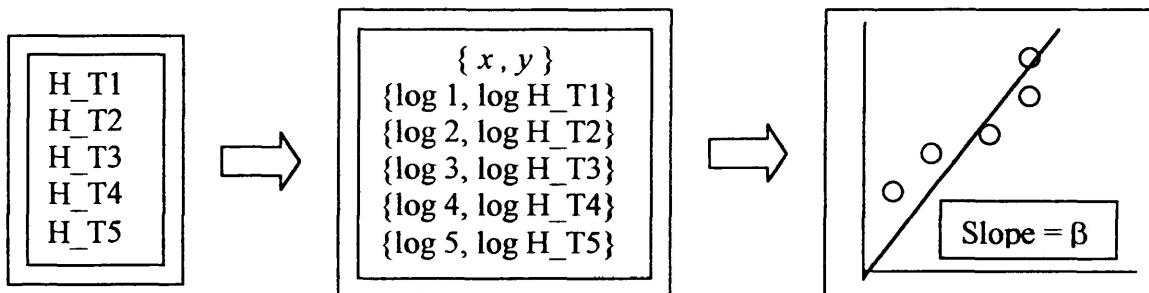 H_T1
H_T2
H_T3
H_T4
H_T5
{ x , y }
{log 1, log H_T1}
{log 2, log H_T2}
{log 3, log H_T3}
{log 4, log H_T4}
{log 5, log H_T5}
Slope = β